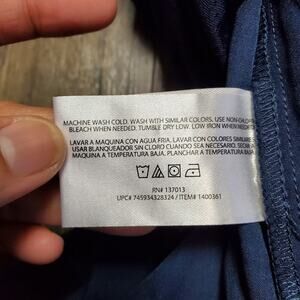 MACHINE WASH COLD. WASH WITH SIMILAR COLORS. USE NON-CHLORINE
BLEACH WHEN NEEDED. TUMBLE DRY LOW. LOW IRON WHEN NEEDED
LAVAR A MAQUINA CON AGUA FRIA. LAVAR CON COLORES SIMILARES
USAR BLANQUEADOR SIN CLORO CUANDO SEA NECESARIO. SECAR
MAQUINA A TEMPERATURA BAJA. PLANCHAR A TEMPERATURA BAJA
RN# 137013
UPC# 745934328324 / ITEM# 1400361